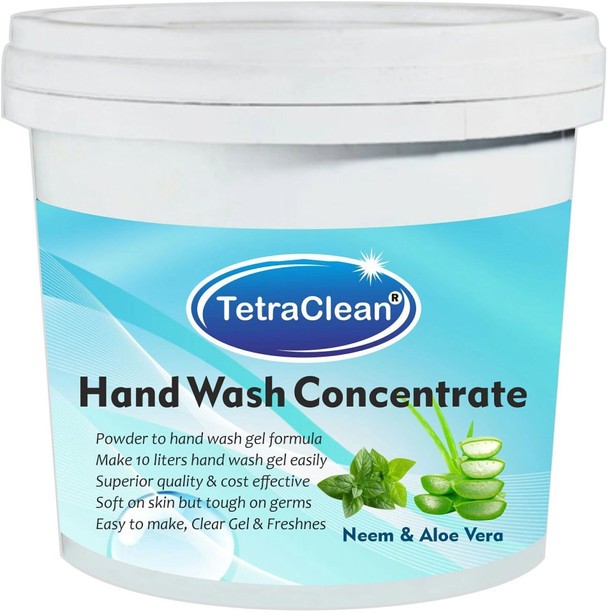 TetraClean®
Hand Wash Concentrate
Powder to hand wash gel formula
Make 10 liters hand wash gel easily
Superior quality & cost effective
Soft on skin but tough on germs
Easy to make, Clear Gel & Freshnes
Neem & Aloe Vera